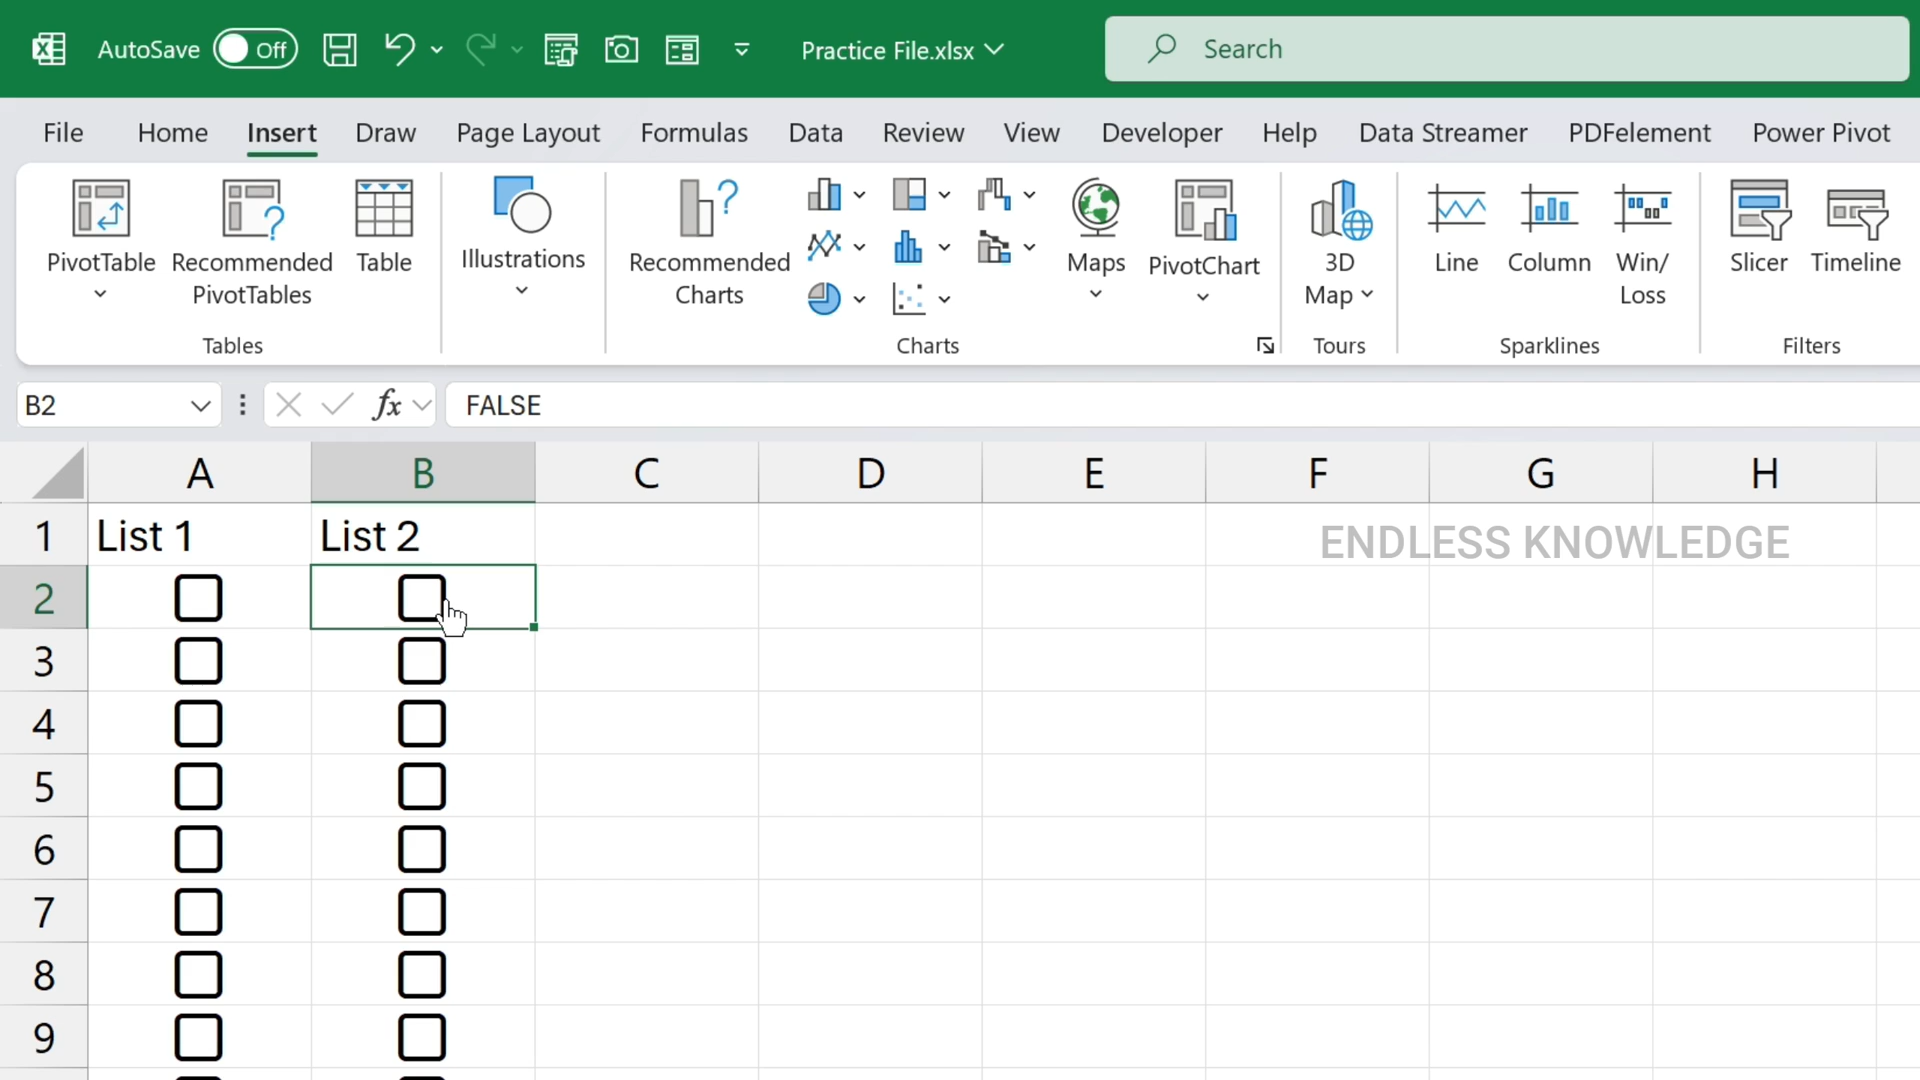 AutoSave Off Practice File.xlsx Search
File Home Insert Draw Page Layout Formulas Data Review View Developer Help Data Streamer PDFelement Power Pivot
PivotTable Recommended PivotTables Table Illustrations Recommended Charts Maps PivotChart 3D Map Line Column Win/ Loss Slicer Timeline
Tables Charts Tours Sparklines Filters
B2 fx FALSE
A B C D E F G H
1 List 1 List 2 ENDLESS KNOWLEDGE
2
3
4
5
6
7
8
9